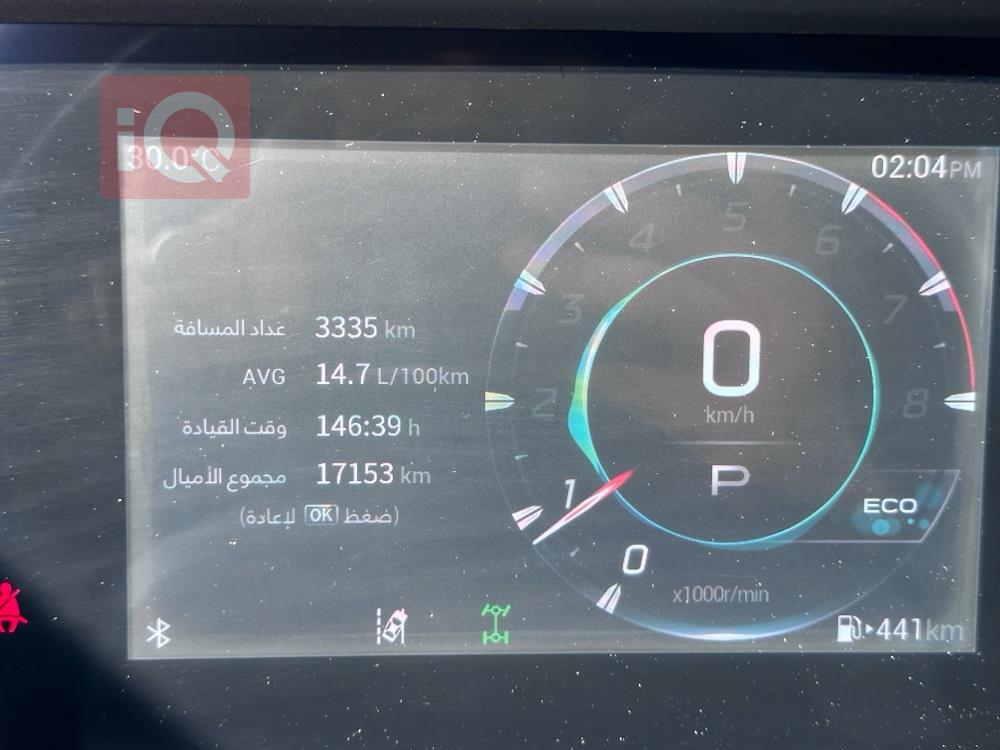 iQ
30.0°C
02:04PM
عداد المسافة 3335 km
AVG 14.7 L/100km
وقت القيادة 146:39 h
مجموع الأميال 17153 km
(ضغط OK لإعادة)
0
1
2
3
4
5
6
7
8
0
km/h
P
ECO
x1000r/min
441km